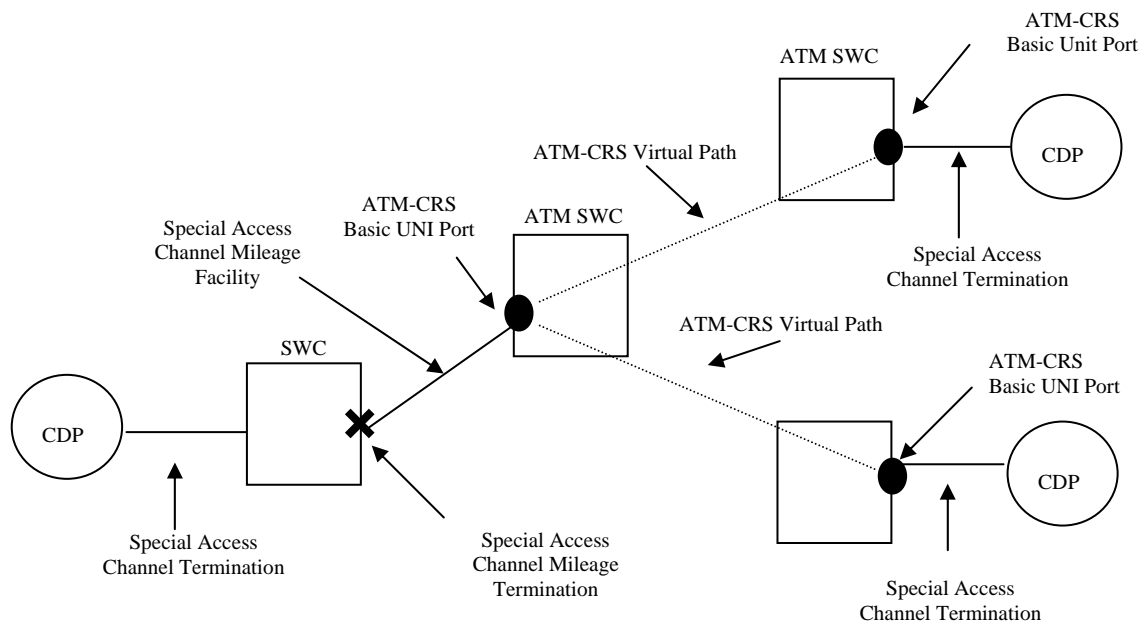 ATM-CRS
Basic Unit Port
ATM SWC
CDP
ATM-CRS Virtual Path
ATM-CRS
Basic UNI Port
ATM SWC
Special Access
Channel Mileage
Facility
Special Access
Channel Termination
ATM-CRS Virtual Path
SWC
ATM-CRS
Basic UNI Port
CDP
CDP
Special Access
Channel Termination
Special Access
Channel Mileage
Termination
Special Access
Channel Termination